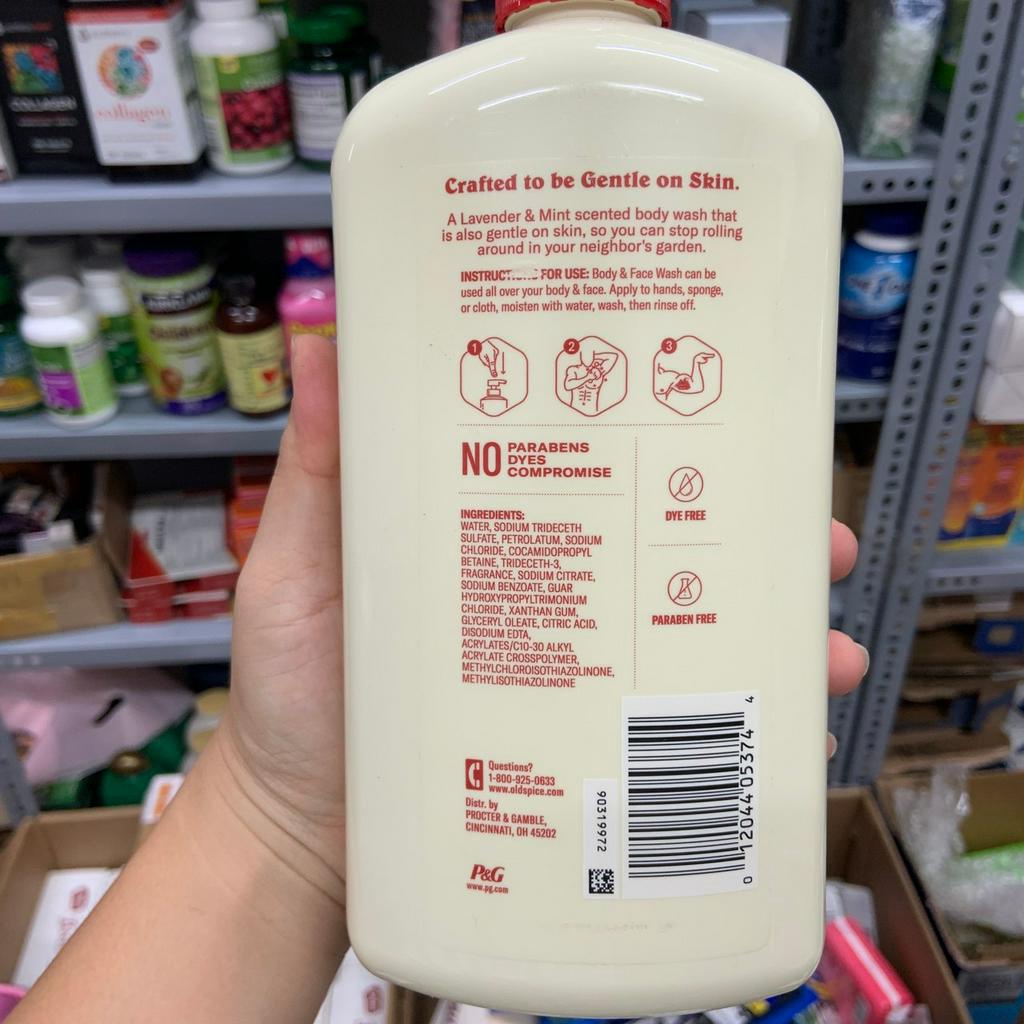 COLLAGEN
collagen
Crafted to be Gentle on Skin.
A Lavender & Mint scented body wash that
is also gentle on skin, so you can stop rolling
around in your neighbor's garden.
INSTRUCTIONS FOR USE: Body & Face Wash can be
used all over your body & face. Apply to hands, sponge,
or cloth, moisten with water, wash, then rinse off.
1
2
3
NO PARABENS
DYES
COMPROMISE
DYE FREE
PARABEN FREE
INGREDIENTS:
WATER, SODIUM TRIDECETH
SULFATE, PETROLATUM, SODIUM
CHLORIDE, COCAMIDOPROPYL
BETAINE, TRIDECETH-3,
FRAGRANCE, SODIUM CITRATE,
SODIUM BENZOATE, GUAR
HYDROXYPROPYLTRIMONIUM
CHLORIDE, XANTHAN GUM,
GLYCERYL OLEATE, CITRIC ACID,
DISODIUM EDTA,
ACRYLATES/C10-30 ALKYL
ACRYLATE CROSSPOLYMER,
METHYLCHLOROISOTHIAZOLINONE,
METHYLISOTHIAZOLINONE
Questions?
1-800-925-0633
www.oldspice.com
Distr. by
PROCTER & GAMBLE,
CINCINNATI, OH 45202
P&G
www.pg.com
90319972
0 12044 05374 4